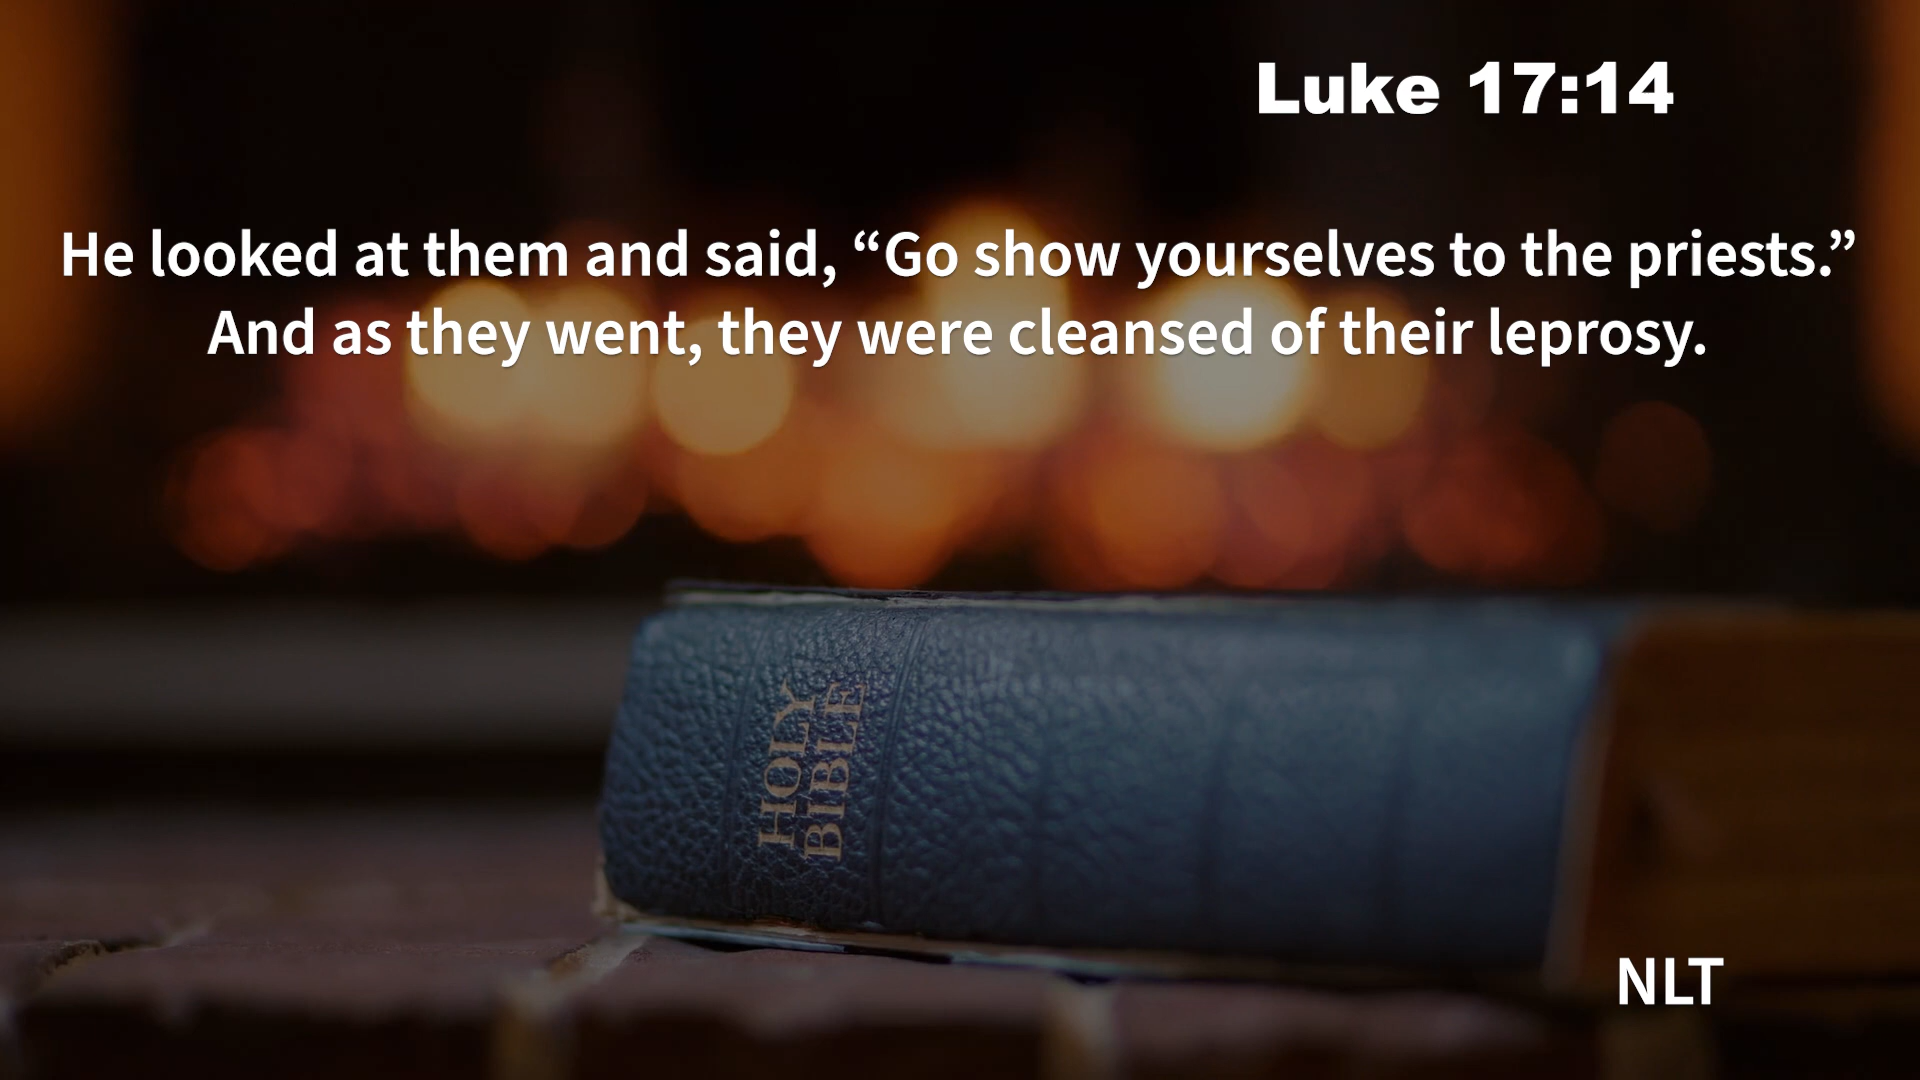 Luke 17:14
He looked at them and said, “Go show yourselves to the priests.”
And as they went, they were cleansed of their leprosy.
HOLY
BIBLE
NLT